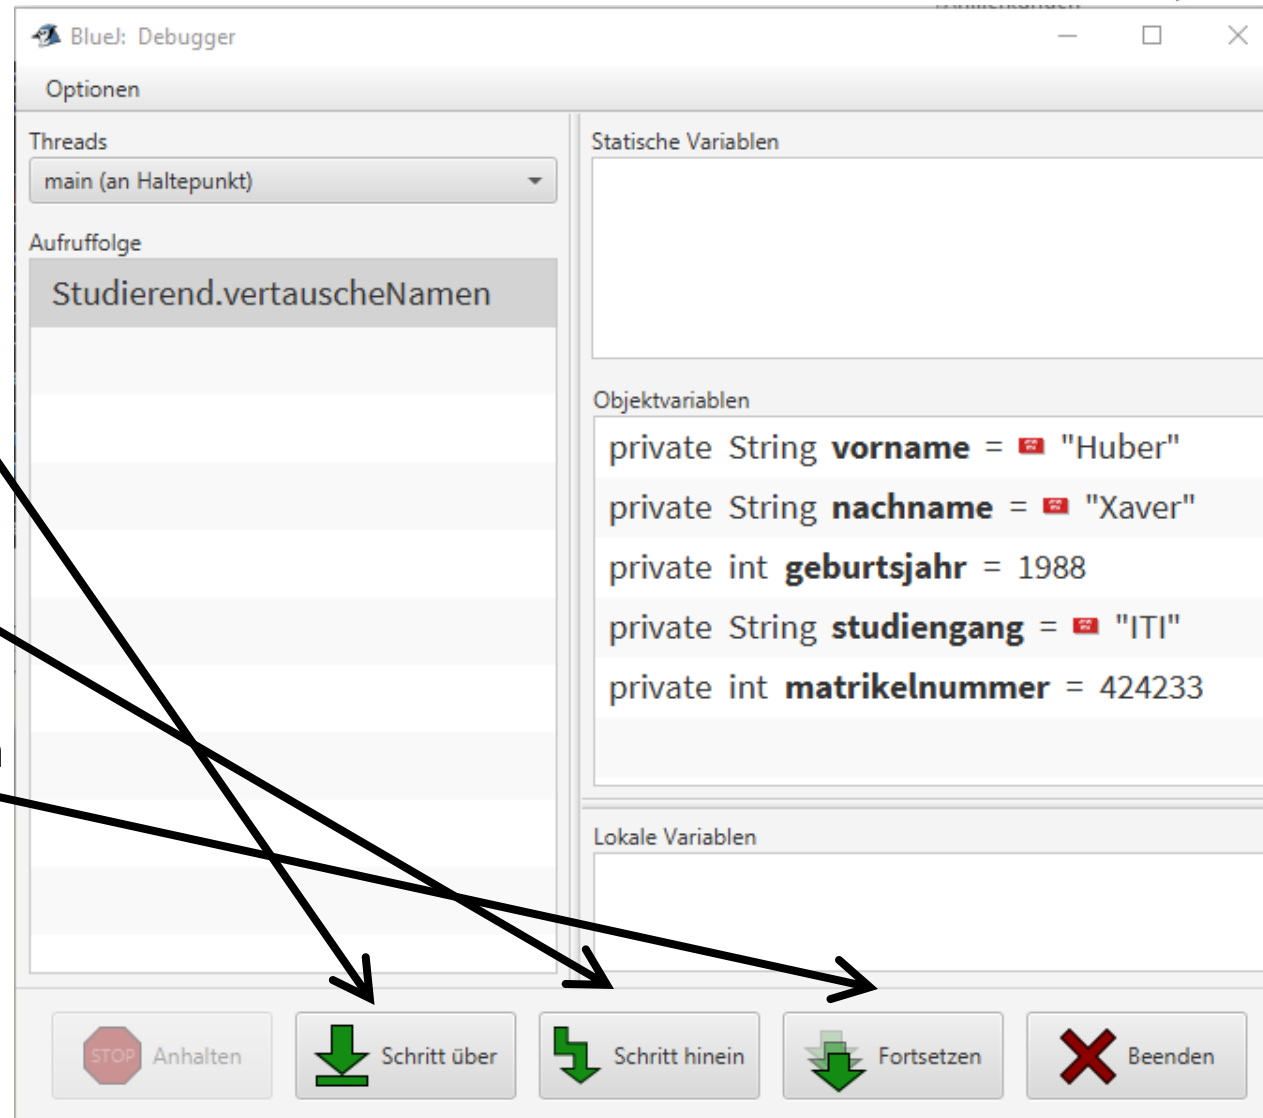 BlueJ: Debugger
Optionen
Threads
main (an Haltepunkt)
Aufruffolge
Studierend.vertauscheNamen
Statische Variablen
Objektvariablen
private String vorname = "Huber"
private String nachname = "Xaver"
private int geburtsjahr = 1988
private String studiengang = "ITI"
private int matrikelnummer = 424233
Lokale Variablen
STOP Anhalten
Schritt über
Schritt hinein
Fortsetzen
Beenden